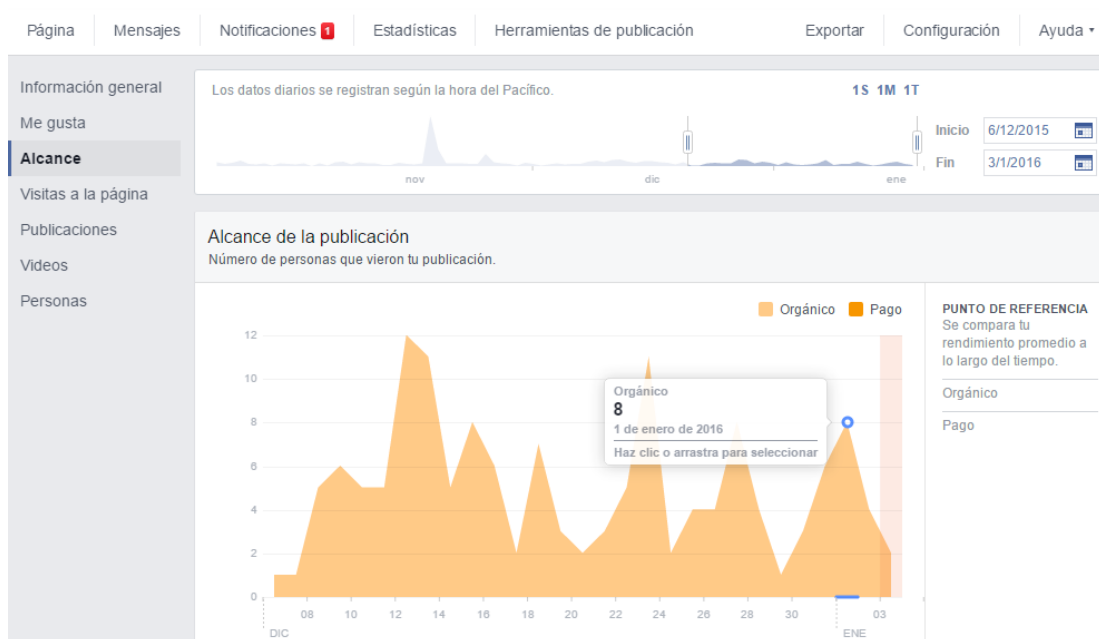 Página Mensajes Notificaciones 1 Estadísticas Herramientas de publicación Exportar Configuración Ayuda
Información general
Me gusta
Alcance
Visitas a la página
Publicaciones
Videos
Personas
Los datos diarios se registran según la hora del Pacífico.
1S 1M 1T
Inicio 6/12/2015
Fin 3/1/2016
nov dic ene
Alcance de la publicación
Número de personas que vieron tu publicación.
Orgánico Pago
12
10
8
6
4
2
0
Orgánico
8
1 de enero de 2016
Haz clic o arrastra para seleccionar
08 10 12 14 16 18 20 22 24 26 28 30 03
DIC ENE
PUNTO DE REFERENCIA
Se compara tu
rendimiento promedio a
lo largo del tiempo.
Orgánico
Pago